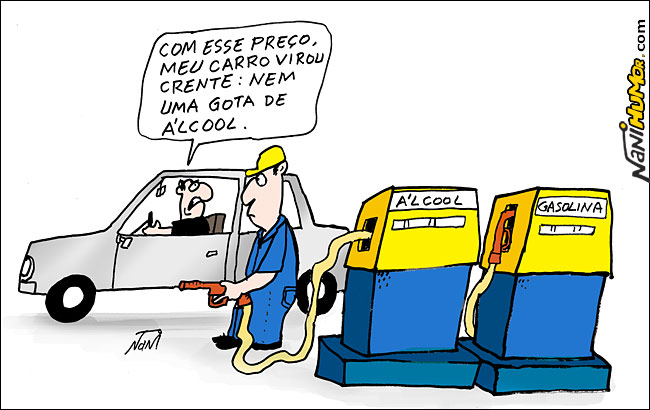 COM ESSE PREÇO,
MEU CARRO VIROU
CRENTE: NEM
UMA GOTA DE
ÁLCOOL.
ÁLCOOL
GASOLINA
NANI
NANiHUMOR.com